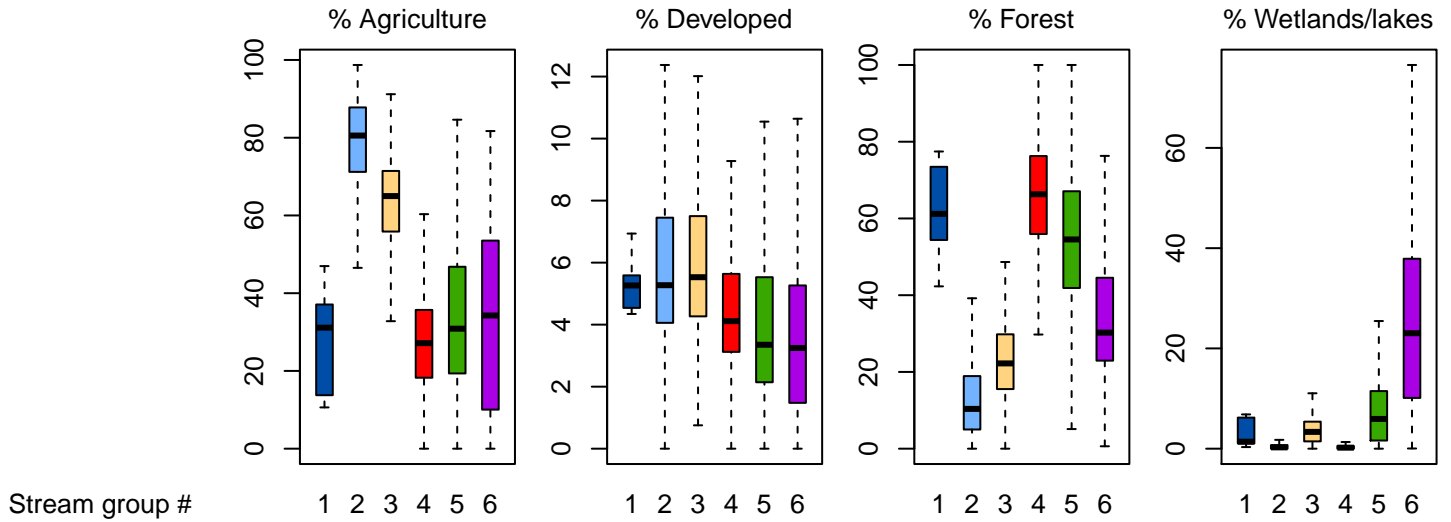 % Agriculture
% Developed
% Forest
% Wetlands/lakes
0 20 40 60 80 100
0 2 4 6 8 10 12
0 20 40 60 80 100
0 20 40 60
Stream group # 1 2 3 4 5 6 1 2 3 4 5 6 1 2 3 4 5 6 1 2 3 4 5 6